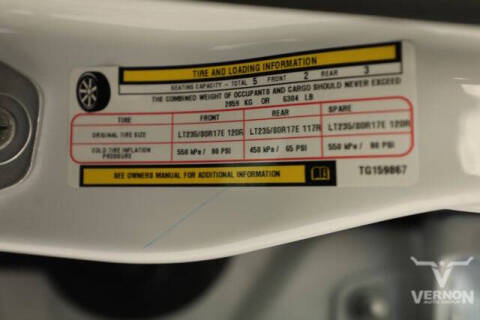 TIRE AND LOADING INFORMATION
SEATING CAPACITY - TOTAL 5 FRONT 2 REAR 3
THE COMBINED WEIGHT OF OCCUPANTS AND CARGO SHOULD NEVER EXCEED
2859 KG OR 6304 LB
TIRE FRONT REAR SPARE
ORIGINAL TIRE SIZE LT235/80R17E 120R LT235/80R17E 117R LT235/80R17E 120R
COLD TIRE INFLATION PRESSURE 550 kPa / 80 PSI 450 kPa / 65 PSI 550 kPa / 80 PSI
SEE OWNERS MANUAL FOR ADDITIONAL INFORMATION
TG159867
VERNON
AUTO GROUP